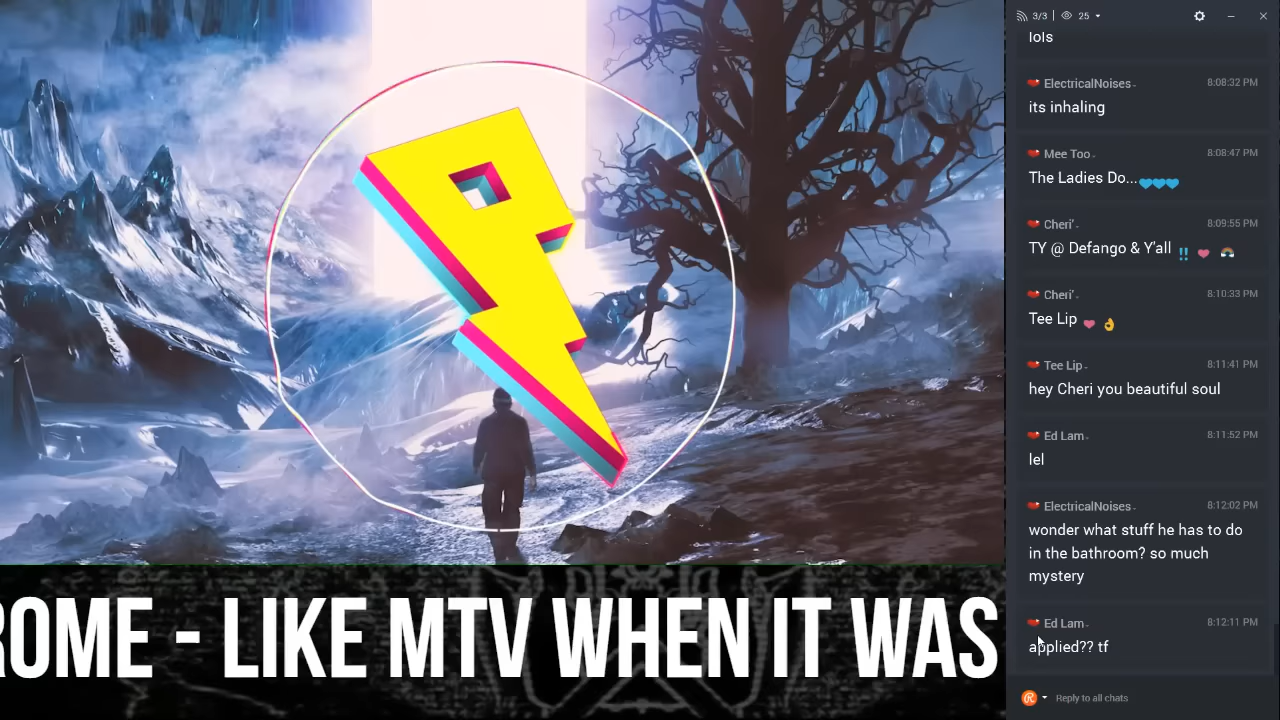 3/3
25
lols
ElectricalNoises
8:08:32 PM
its inhaling
Mee Too
8:08:47 PM
The Ladies Do...
Cheri'
8:09:55 PM
TY @ Defango & Y'all
Cheri'
8:10:33 PM
Tee Lip
Tee Lip
8:11:41 PM
hey Cheri you beautiful soul
Ed Lam
8:11:52 PM
lel
ElectricalNoises
8:12:02 PM
wonder what stuff he has to do
in the bathroom? so much
mystery
Ed Lam
8:12:11 PM
applied?? tf
Reply to all chats
ROME - LIKE MTV WHEN IT WAS